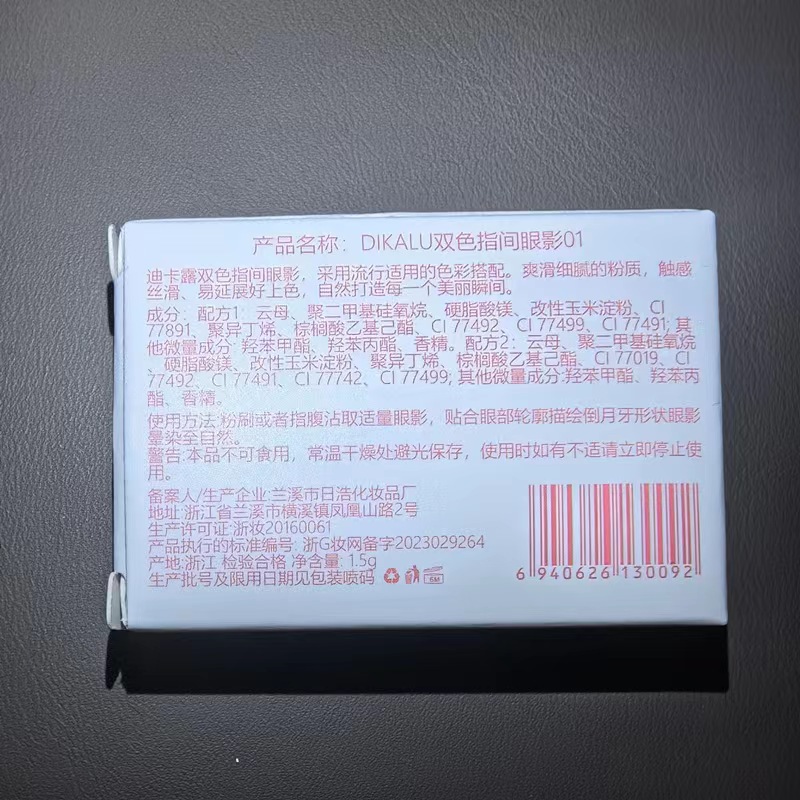 产品名称：DIKALU双色指间眼影01
迪卡露双色指间眼影，采用流行适用的色彩搭配。爽滑细腻的粉质，触感
丝滑、易延展好上色，自然打造每一个美丽瞬间。
成分：配方1：云母、聚二甲基硅氧烷、硬脂酸镁、改性玉米淀粉、CI
77891、聚异丁烯、棕榈酸乙基己酯、CI 77492、CI 77499、CI 77491; 其
他微量成分: 羟苯甲酯、羟苯丙酯、香精。配方2：云母、聚二甲基硅氧烷
、硬脂酸镁、改性玉米淀粉、聚异丁烯、棕榈酸乙基己酯、CI 77019、CI
77492、CI 77491、CI 77742、CI 77499; 其他微量成分:羟苯甲酯、羟苯丙
酯、香精。
使用方法:粉刷或者指腹沾取适量眼影，贴合眼部轮廓描绘倒月牙形状眼影
晕染至自然。
警告:本品不可食用，常温干燥处避光保存，使用时如有不适请立即停止使
用。
备案人/生产企业:兰溪市日浩化妆品厂
地址:浙江省兰溪市横溪镇凤凰山路2号
生产许可证:浙妆20160061
产品执行的标准编号: 浙G妆网备字2023029264
产地:浙江 检验合格 净含量: 1.5g
生产批号及限用日期见包装喷码
6M
6 940626 130092